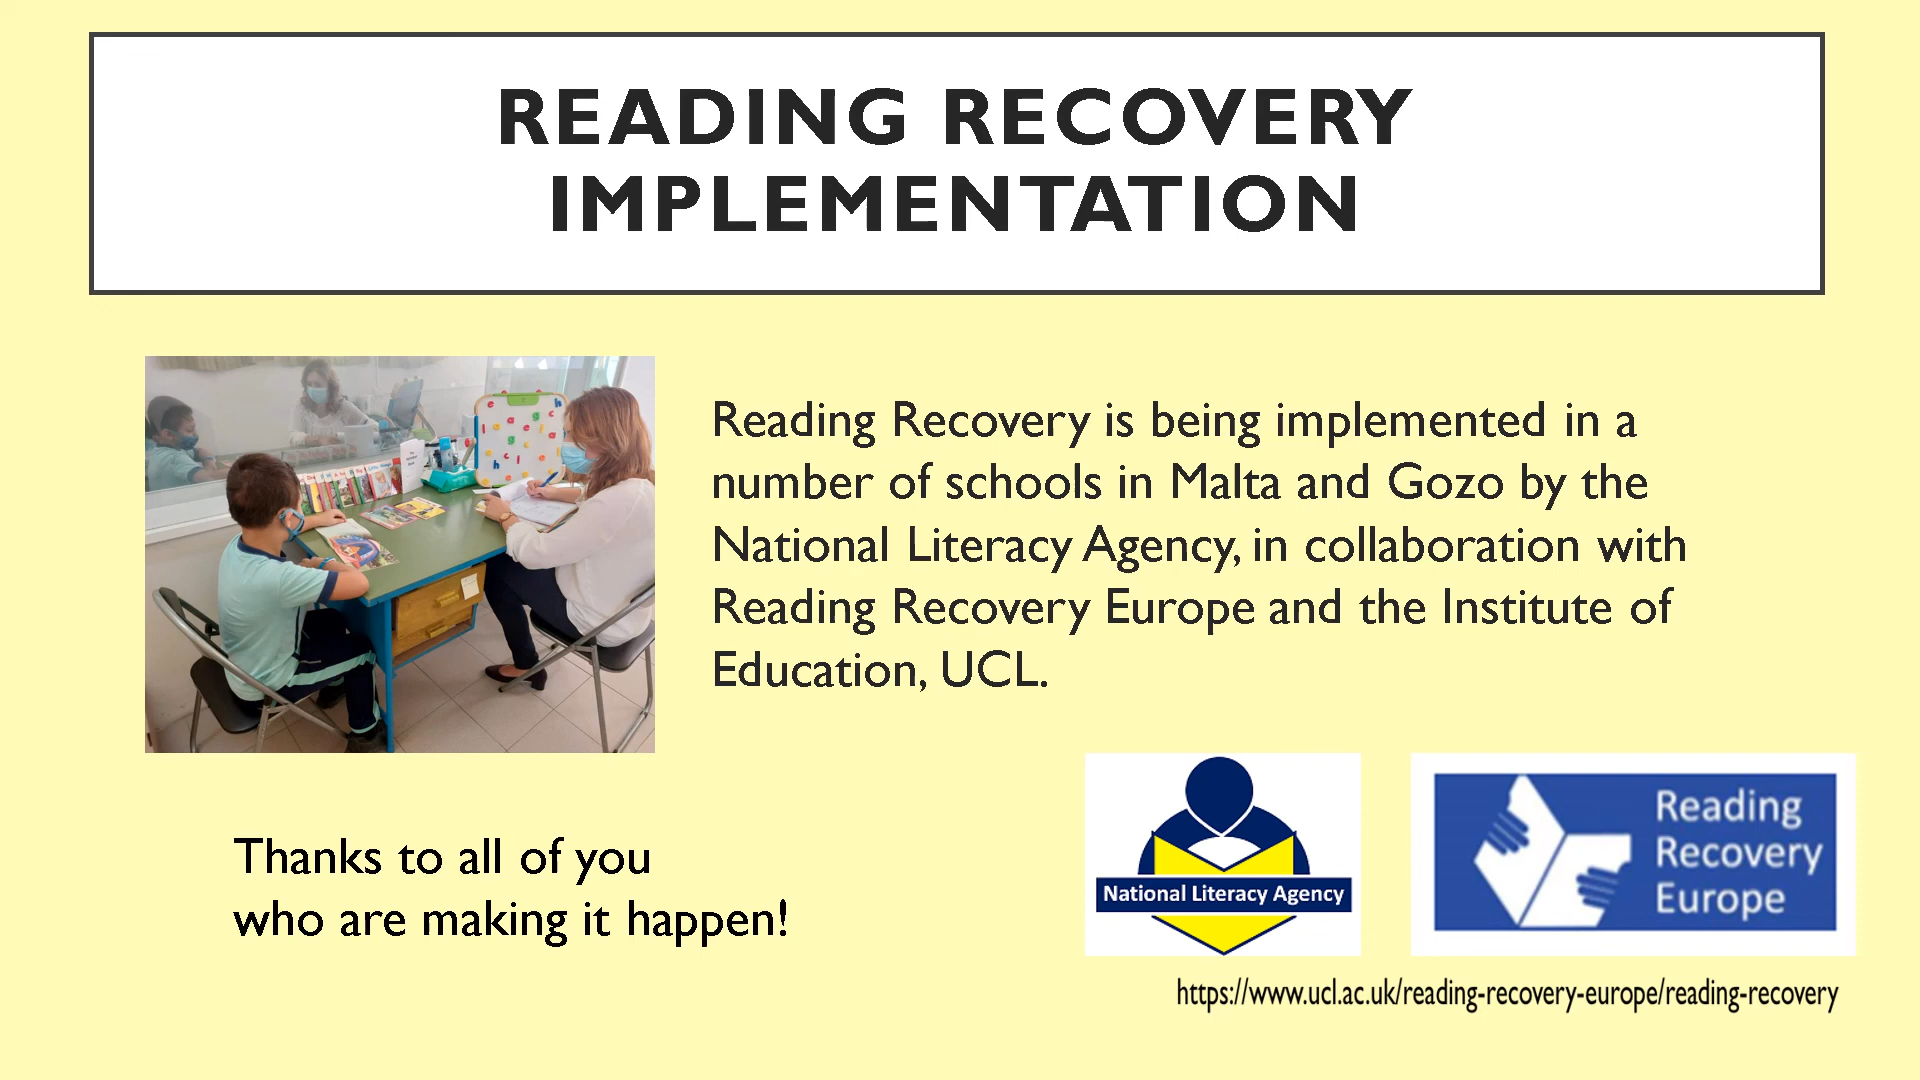 READING RECOVERY
IMPLEMENTATION
Reading Recovery is being implemented in a
number of schools in Malta and Gozo by the
National Literacy Agency, in collaboration with
Reading Recovery Europe and the Institute of
Education, UCL.
Thanks to all of you
who are making it happen!
National Literacy Agency
Reading
Recovery
Europe
https://www.ucl.ac.uk/reading-recovery-europe/reading-recovery